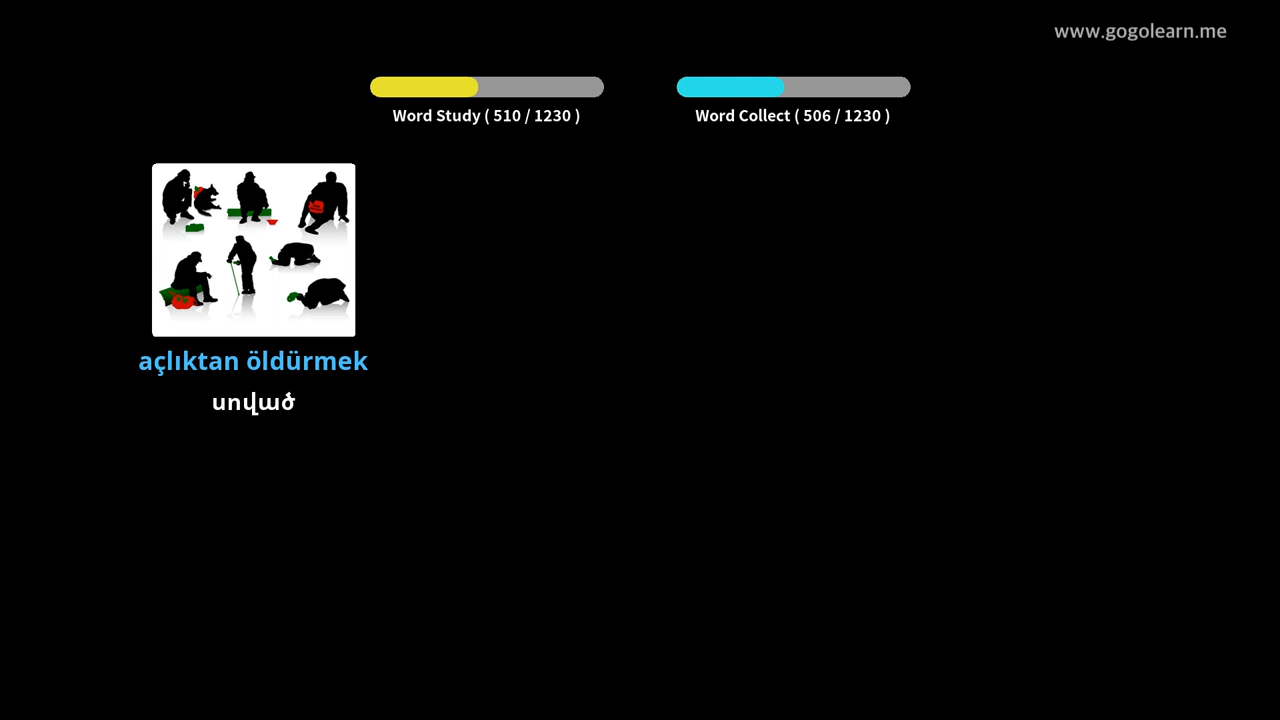 www.gogolearn.me
Word Study ( 510 / 1230 )
Word Collect ( 506 / 1230 )
açlıktan öldürmek
սոված